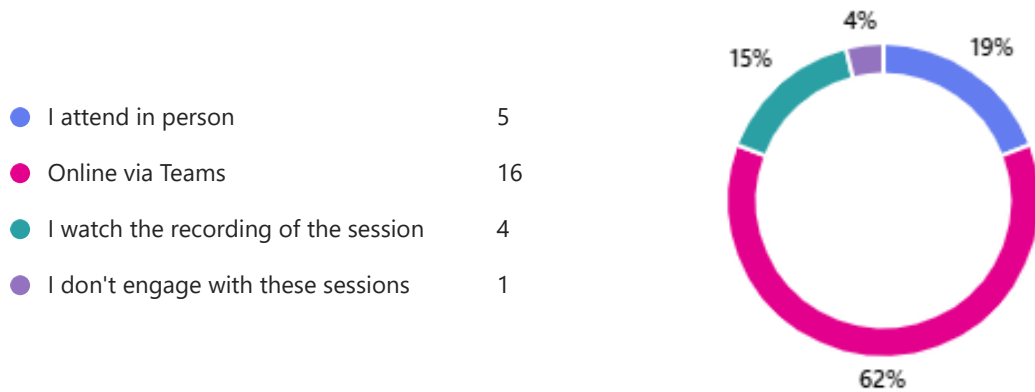 4%
19%
15%
I attend in person 5
Online via Teams 16
I watch the recording of the session 4
I don't engage with these sessions 1
62%